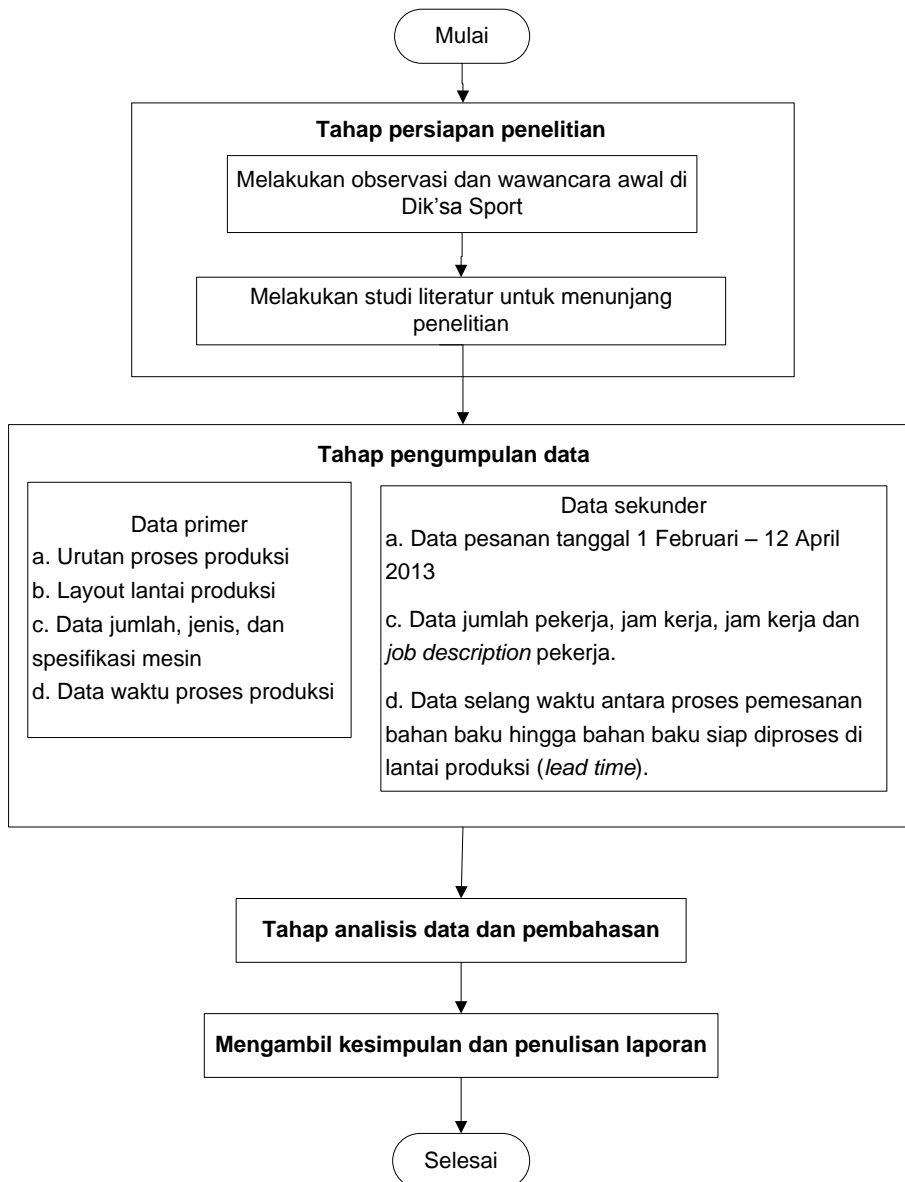 Mulai
Tahap persiapan penelitian
Melakukan observasi dan wawancara awal di
Dik’sa Sport
Melakukan studi literatur untuk menunjang
penelitian
Tahap pengumpulan data
Data primer
a. Urutan proses produksi
b. Layout lantai produksi
c. Data jumlah, jenis, dan
spesifikasi mesin
d. Data waktu proses produksi
Data sekunder
a. Data pesanan tanggal 1 Februari – 12 April
2013
c. Data jumlah pekerja, jam kerja, jam kerja dan
job description pekerja.
d. Data selang waktu antara proses pemesanan
bahan baku hingga bahan baku siap diproses di
lantai produksi (lead time).
Tahap analisis data dan pembahasan
Mengambil kesimpulan dan penulisan laporan
Selesai